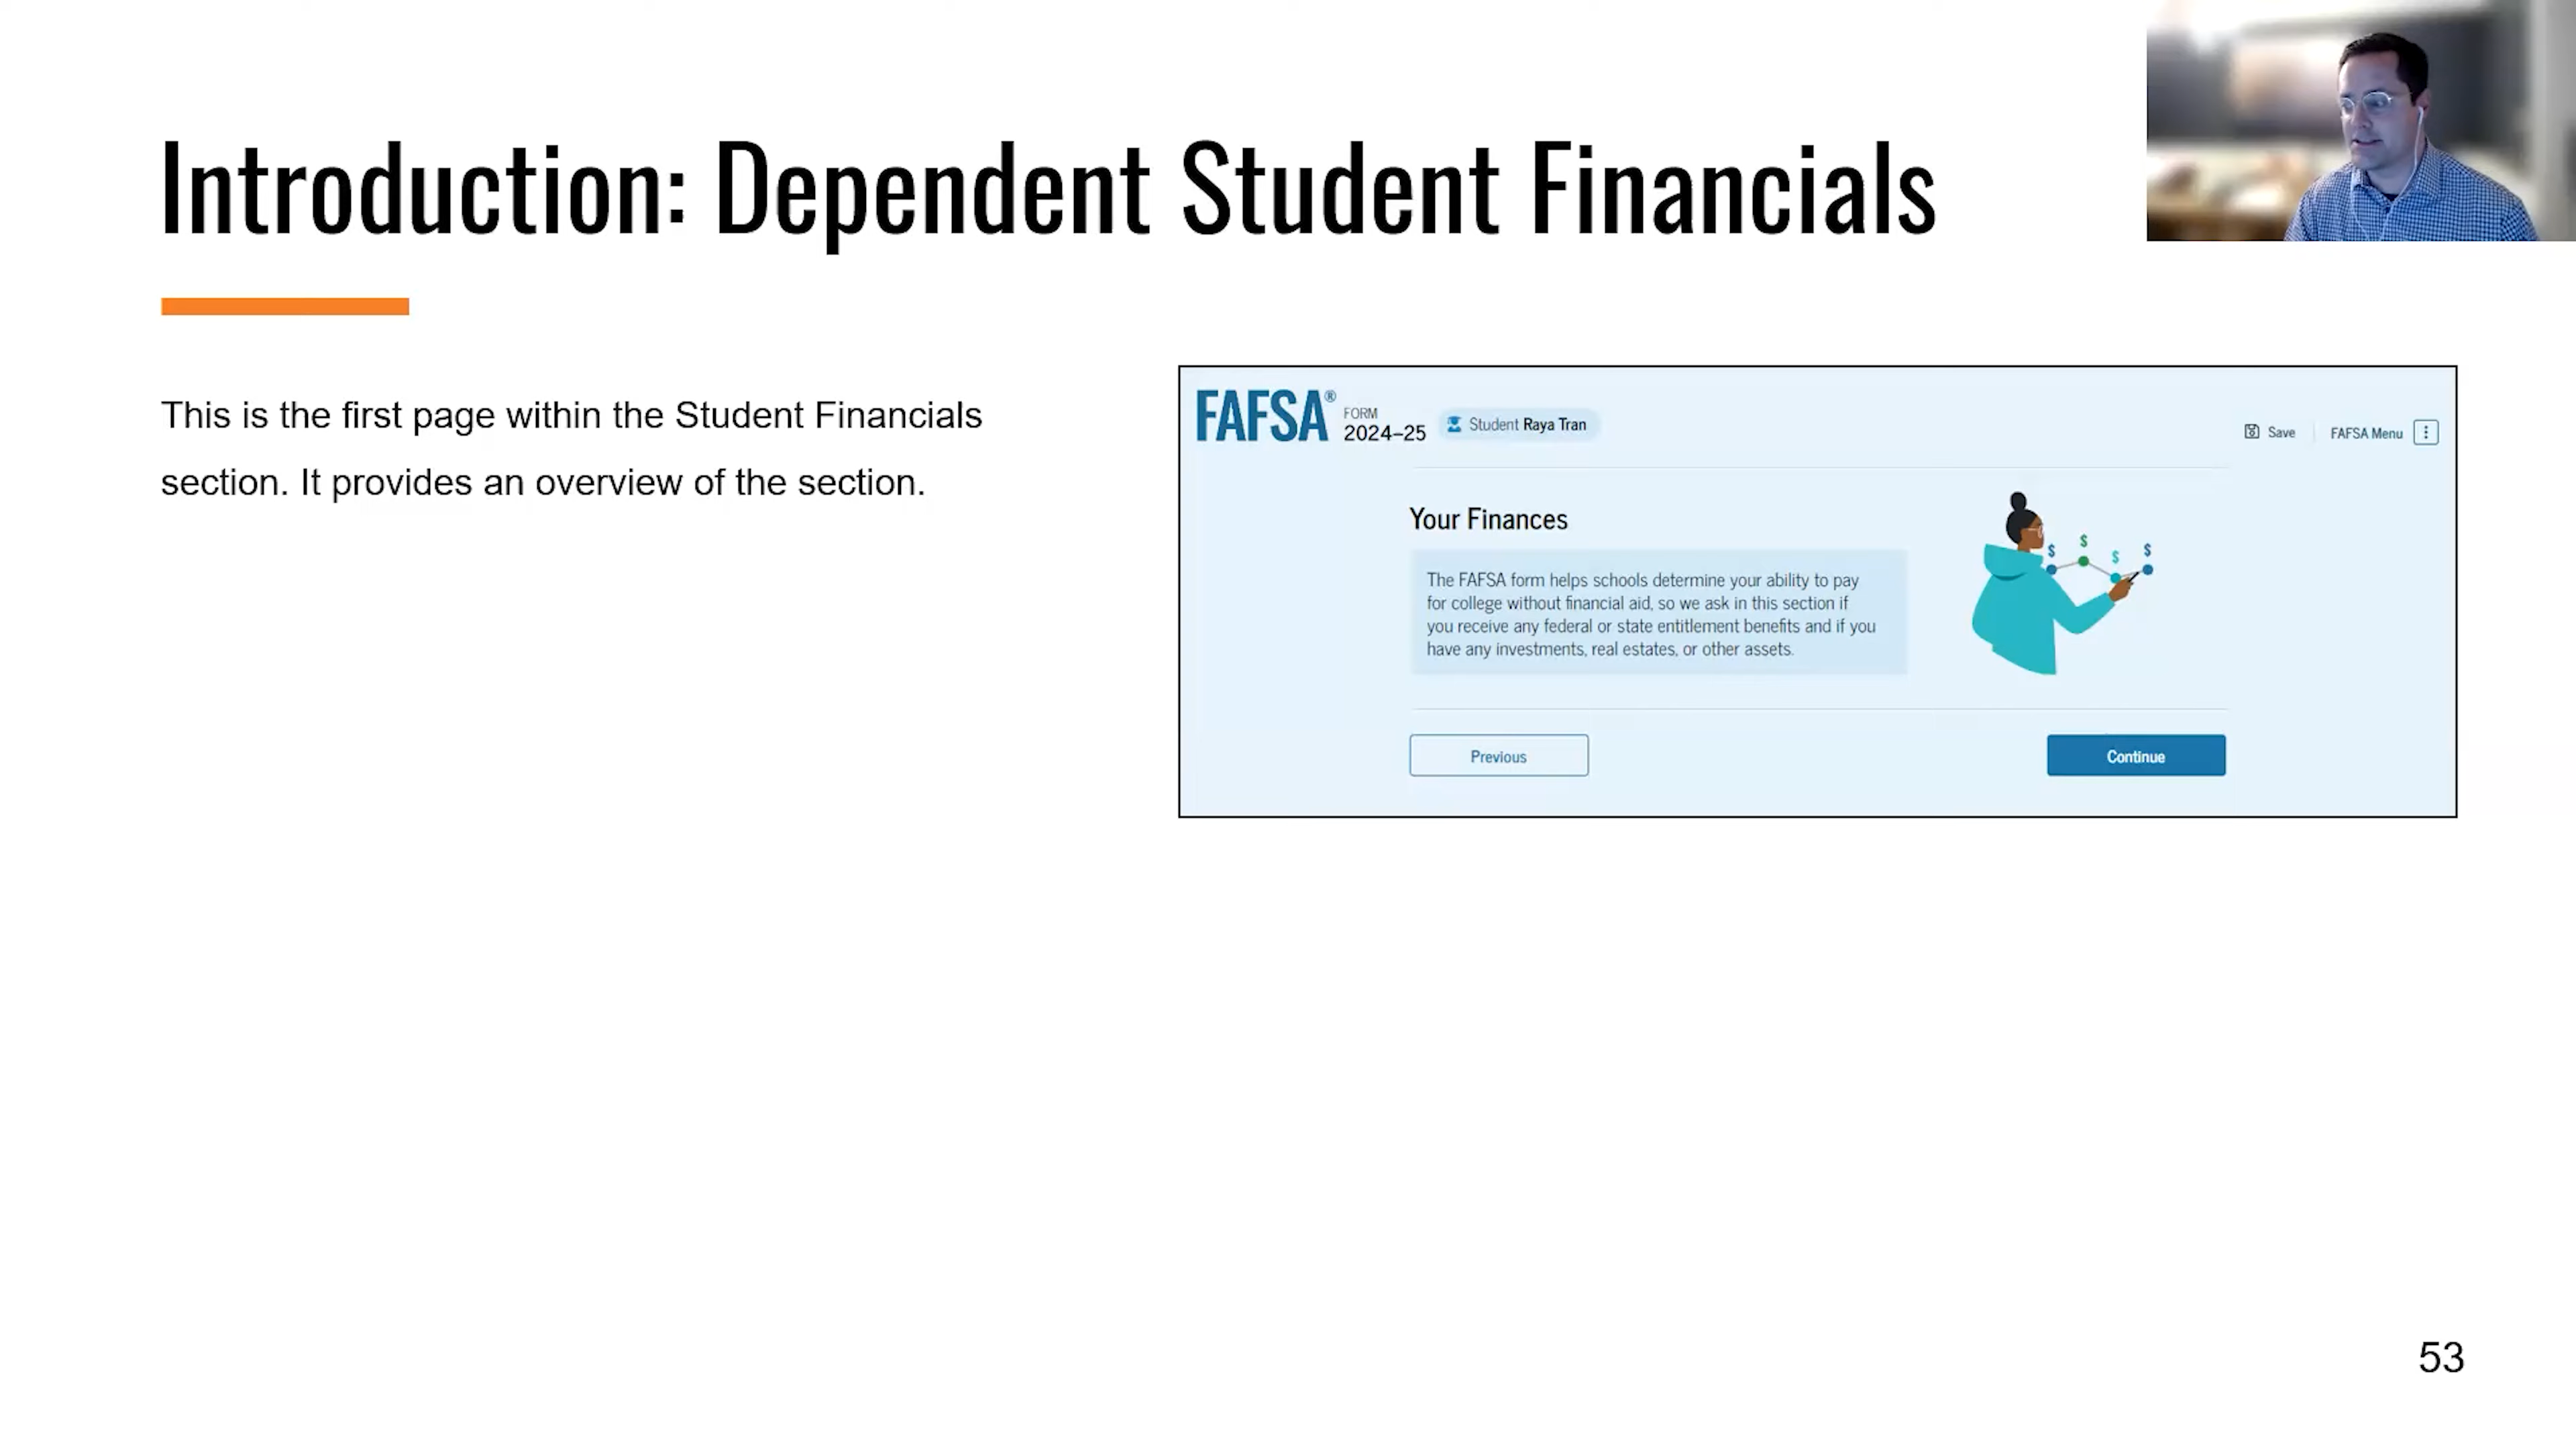 Introduction: Dependent Student Financials
This is the first page within the Student Financials
section. It provides an overview of the section.
FAFSA®
FORM
2024–25
Student Raya Tran
Save
FAFSA Menu
Your Finances
The FAFSA form helps schools determine your ability to pay
for college without financial aid, so we ask in this section if
you receive any federal or state entitlement benefits and if you
have any investments, real estates, or other assets.
$ $ $ $
Previous
Continue
53